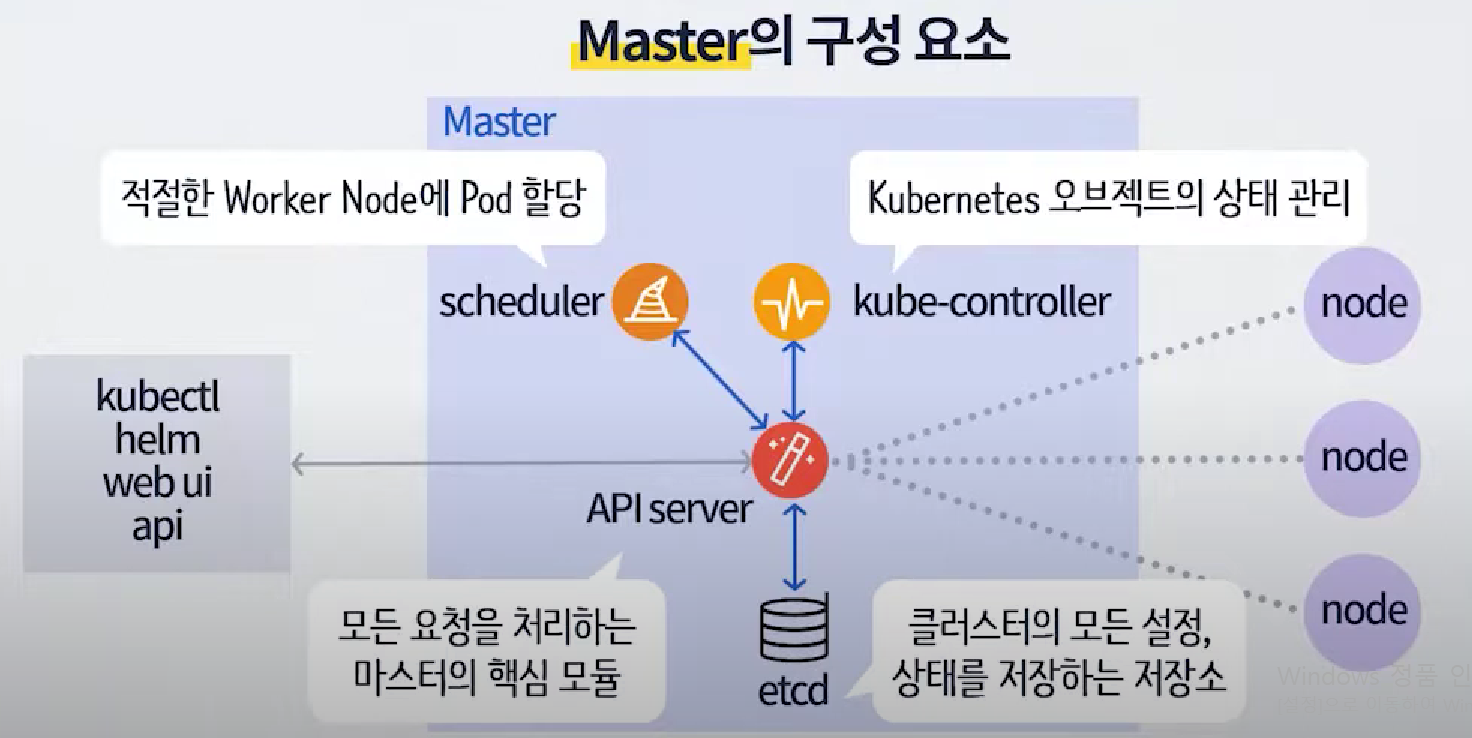 Master의 구성 요소
Master
적절한 Worker Node에 Pod 할당
Kubernetes 오브젝트의 상태 관리
scheduler
kube-controller
node
kubectl
helm
web ui
api
node
API server
모든 요청을 처리하는
마스터의 핵심 모듈
etcd
클러스터의 모든 설정,
상태를 저장하는 저장소
node
Windows 정품 인